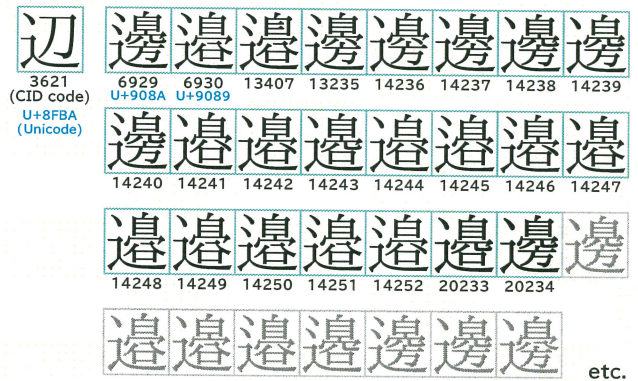 辺 邊 邉 邉 邊 邊 邊 邊 邊
3621 6929 6930 13407 13235 14236 14237 14238 14239
(CID code) U+908A U+9089
U+8FBA
(Unicode)
邊 邉 邉 邉 邉 邉 邉 邉
14240 14241 14242 14243 14244 14245 14246 14247
邉 邉 邉 邉 邉 邉 邊 邊
14248 14249 14250 14251 14252 20233 20234
邉 邉 邉 邉 邊 邊 邊
etc.